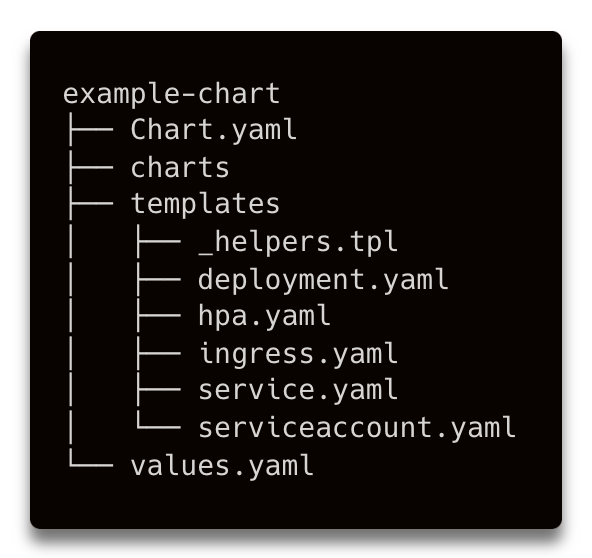 example-chart
├── Chart.yaml
├── charts
├── templates
│   ├── _helpers.tpl
│   ├── deployment.yaml
│   ├── hpa.yaml
│   ├── ingress.yaml
│   ├── service.yaml
│   └── serviceaccount.yaml
└── values.yaml